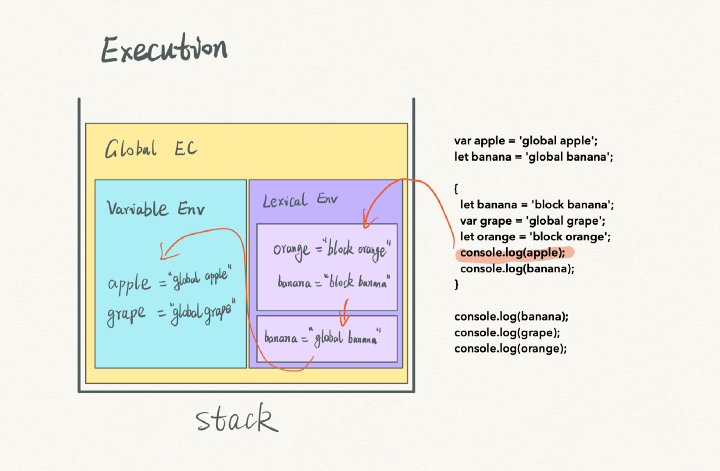 Execution
Global EC
Variable Env
apple = "global apple"
grape = "global grape"
Lexical Env
orange = "block orange"
banana = "block banana"
banana = "global banana"
stack
var apple = 'global apple';
let banana = 'global banana';
{
let banana = 'block banana';
var grape = 'global grape';
let orange = 'block orange';
console.log(apple);
console.log(banana);
}
console.log(banana);
console.log(grape);
console.log(orange);